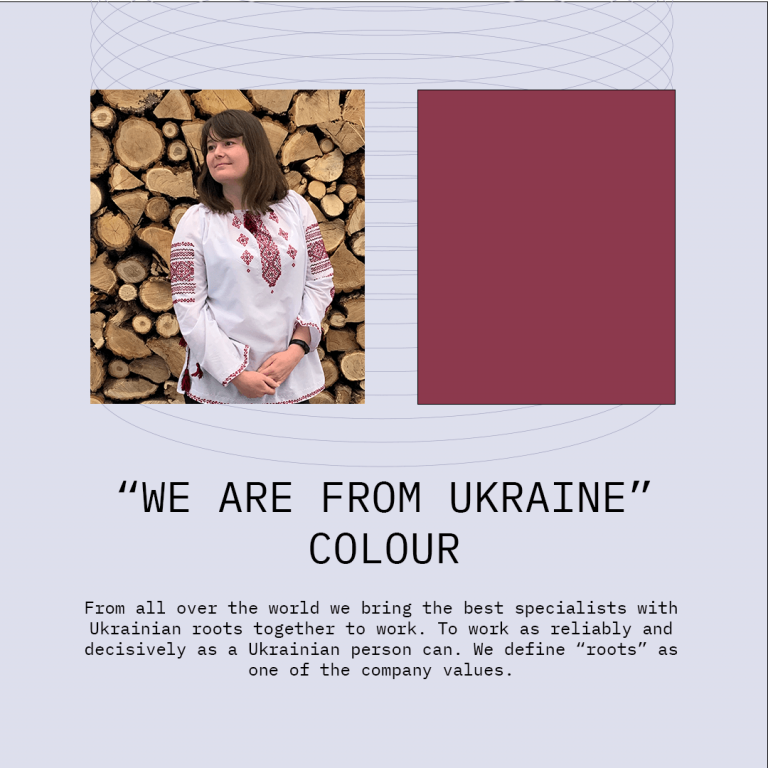 “WE ARE FROM UKRAINE”
COLOUR
From all over the world we bring the best specialists with
Ukrainian roots together to work. To work as reliably and
decisively as a Ukrainian person can. We define “roots” as
one of the company values.